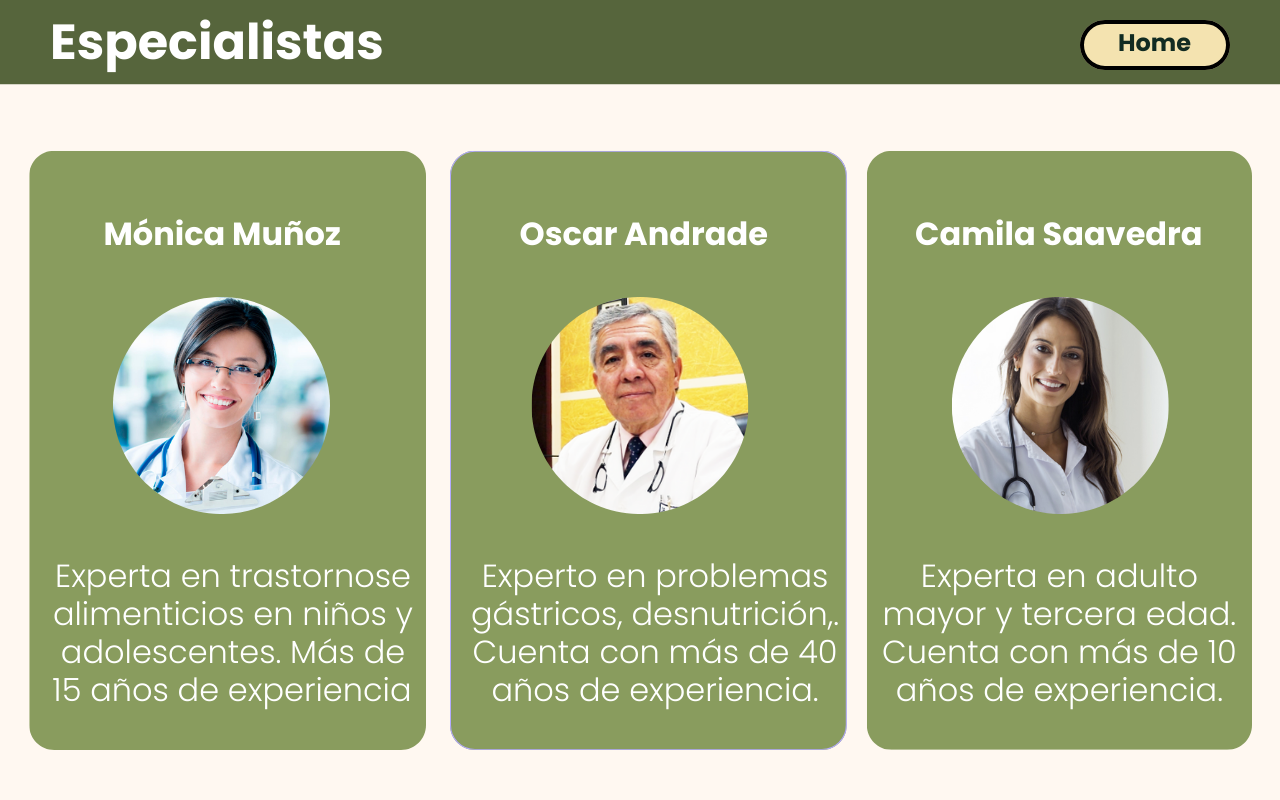 Especialistas
Home
Mónica Muñoz
Experta en trastornose
alimenticios en niños y
adolescentes. Más de
15 años de experiencia
Oscar Andrade
Experto en problemas
gástricos, desnutrición,.
Cuenta con más de 40
años de experiencia.
Camila Saavedra
Experta en adulto
mayor y tercera edad.
Cuenta con más de 10
años de experiencia.